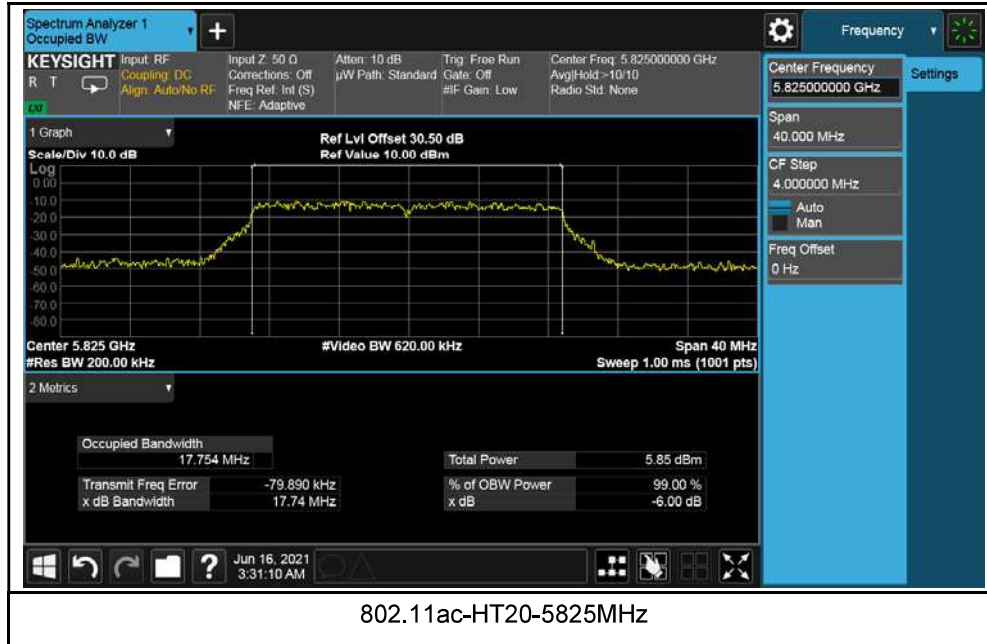 Spectrum Analyzer 1
Occupied BW
+
Frequency
KEYSIGHT
R T
LXI
Input: RF
Coupling: DC
Align: Auto/No RF
Input Z: 50 Ω
Corrections: Off
Freq Ref: Int (S)
NFE: Adaptive
Atten: 10 dB
µW Path: Standard
Trig: Free Run
Gate: Off
#IF Gain: Low
Center Freq: 5.825000000 GHz
Avg|Hold:>10/10
Radio Std: None
Center Frequency
5.825000000 GHz
Settings
Span
40.000 MHz
CF Step
4.000000 MHz
Auto
Man
Freq Offset
0 Hz
1 Graph
Scale/Div 10.0 dB
Ref Lvl Offset 30.50 dB
Ref Value 10.00 dBm
Log
0.00
-10.0
-20.0
-30.0
-40.0
-50.0
-60.0
-70.0
-80.0
Center 5.825 GHz
#Video BW 620.00 kHz
Span 40 MHz
#Res BW 200.00 kHz
Sweep 1.00 ms (1001 pts)
2 Metrics
Occupied Bandwidth
17.754 MHz
Total Power 5.85 dBm
Transmit Freq Error -79.890 kHz
% of OBW Power 99.00 %
x dB Bandwidth 17.74 MHz
x dB -6.00 dB
?
Jun 16, 2021
3:31:10 AM
802.11ac-HT20-5825MHz